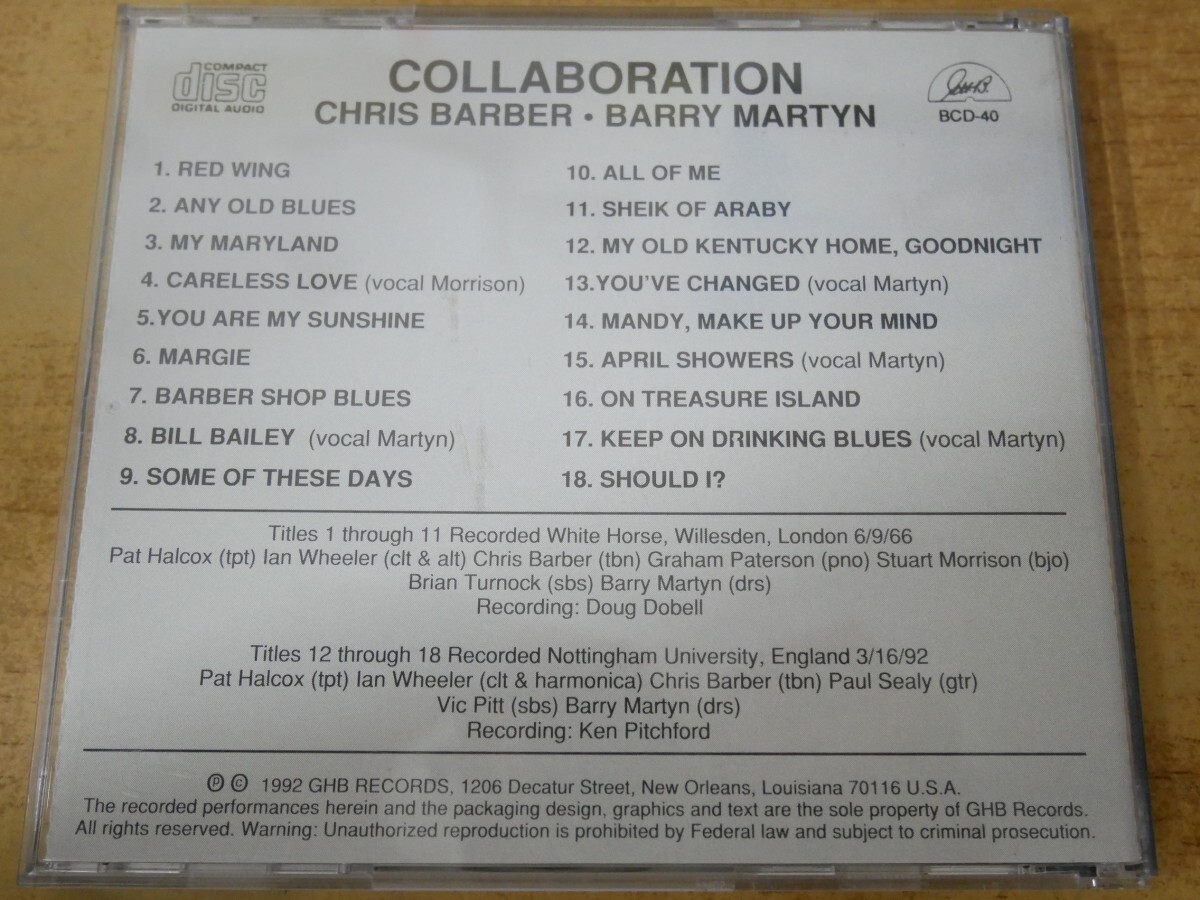 COMPACT
disc
DIGITAL AUDIO
COLLABORATION
CHRIS BARBER • BARRY MARTYN
BCD-40
1. RED WING
2. ANY OLD BLUES
3. MY MARYLAND
4. CARELESS LOVE (vocal Morrison)
5.YOU ARE MY SUNSHINE
6. MARGIE
7. BARBER SHOP BLUES
8. BILL BAILEY (vocal Martyn)
9. SOME OF THESE DAYS
10. ALL OF ME
11. SHEIK OF ARABY
12. MY OLD KENTUCKY HOME, GOODNIGHT
13.YOU'VE CHANGED (vocal Martyn)
14. MANDY, MAKE UP YOUR MIND
15. APRIL SHOWERS (vocal Martyn)
16. ON TREASURE ISLAND
17. KEEP ON DRINKING BLUES (vocal Martyn)
18. SHOULD I?
Titles 1 through 11 Recorded White Horse, Willesden, London 6/9/66
Pat Halcox (tpt) Ian Wheeler (clt & alt) Chris Barber (tbn) Graham Paterson (pno) Stuart Morrison (bjo)
Brian Turnock (sbs) Barry Martyn (drs)
Recording: Doug Dobell
Titles 12 through 18 Recorded Nottingham University, England 3/16/92
Pat Halcox (tpt) Ian Wheeler (clt & harmonica) Chris Barber (tbn) Paul Sealy (gtr)
Vic Pitt (sbs) Barry Martyn (drs)
Recording: Ken Pitchford
℗ © 1992 GHB RECORDS, 1206 Decatur Street, New Orleans, Louisiana 70116 U.S.A.
The recorded performances herein and the packaging design, graphics and text are the sole property of GHB Records.
All rights reserved. Warning: Unauthorized reproduction is prohibited by Federal law and subject to criminal prosecution.